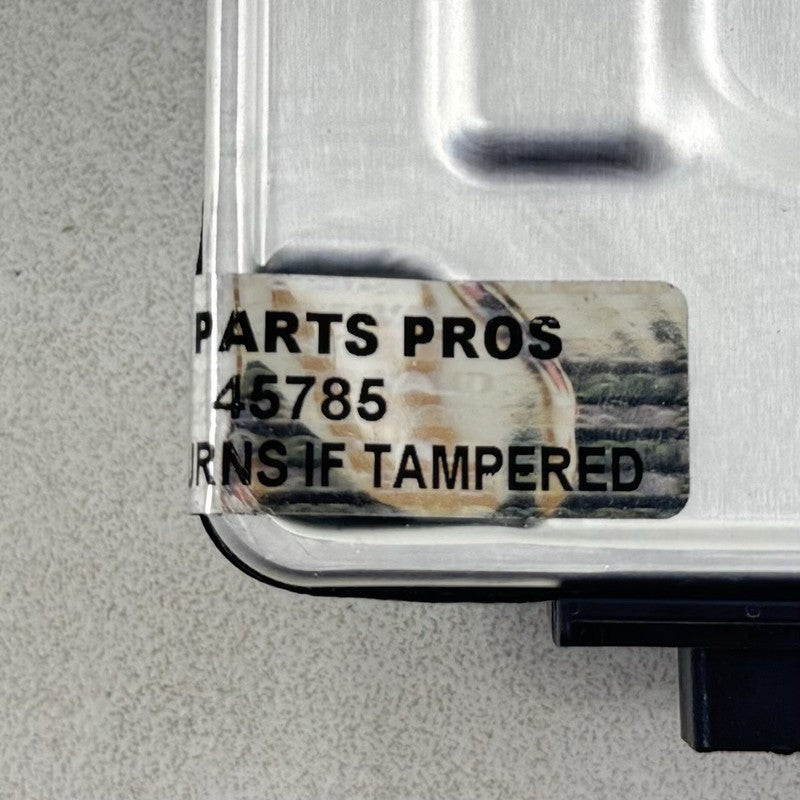 PARTS PROS
45785
URNS IF TAMPERED